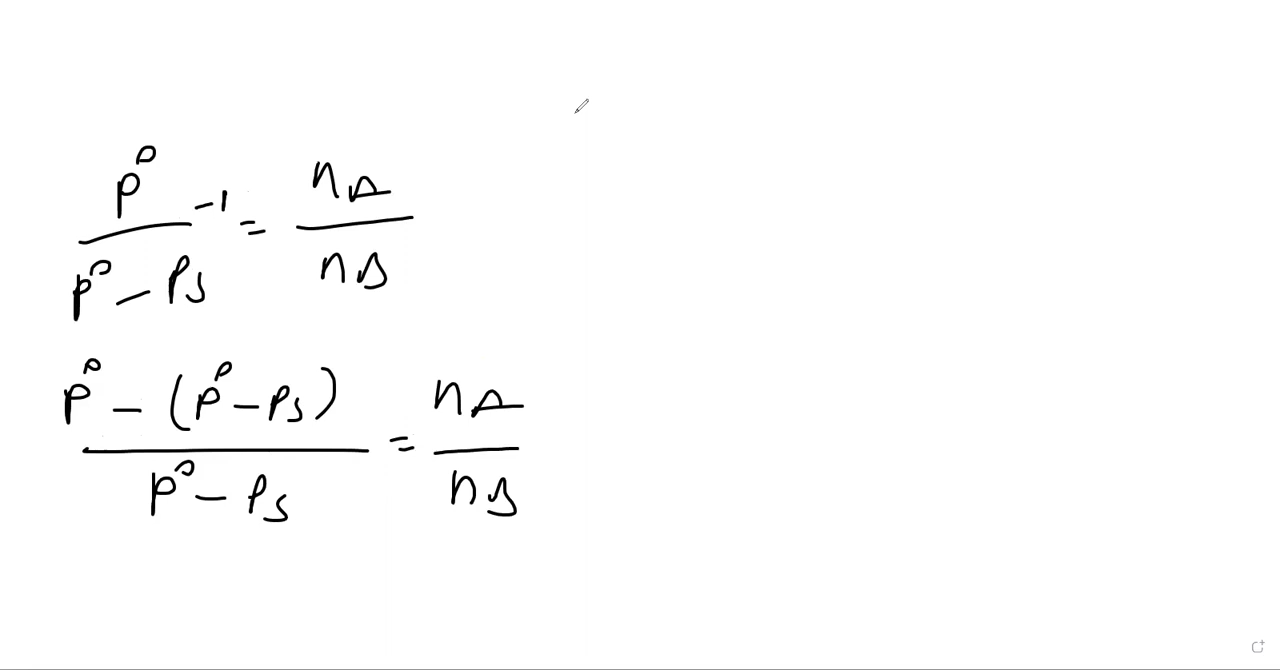 P°/(P° - Ps) - 1 = nA/nB
(P° - (P° - Ps))/(P° - Ps) = nA/nB